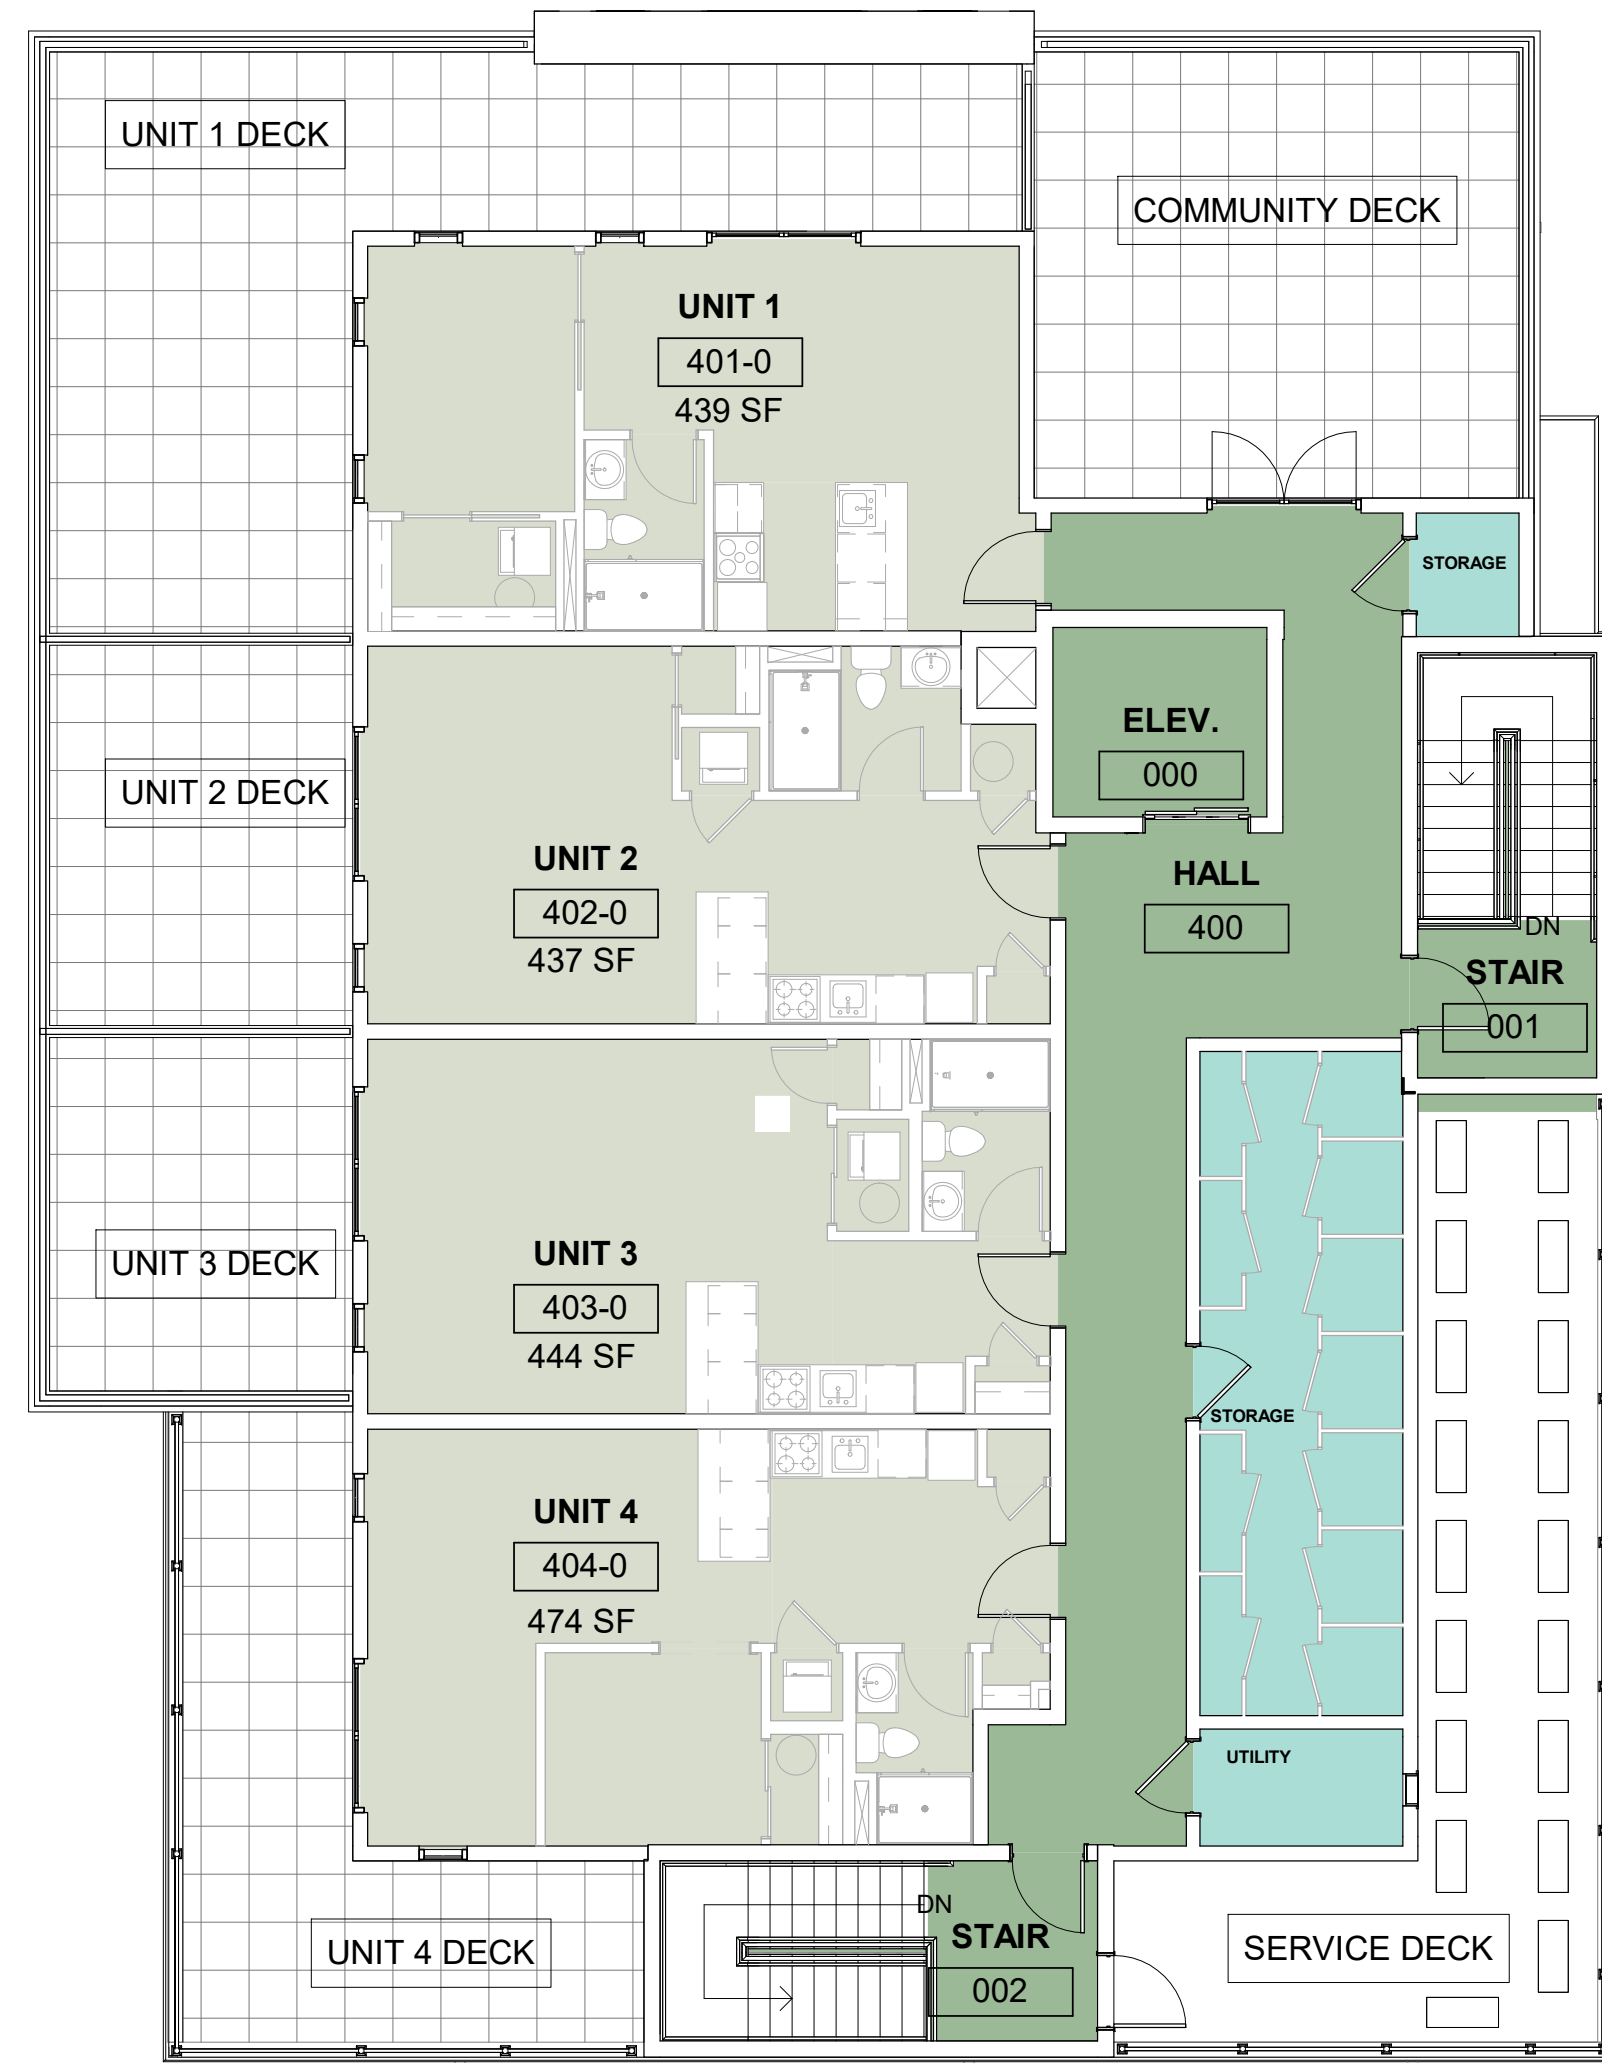 UNIT 1 DECK
COMMUNITY DECK
UNIT 1
401-0
439 SF
STORAGE
ELEV.
000
UNIT 2 DECK
UNIT 2
402-0
437 SF
HALL
400
DN
STAIR
001
UNIT 3 DECK
UNIT 3
403-0
444 SF
STORAGE
UNIT 4
404-0
474 SF
UTILITY
DN
STAIR
002
UNIT 4 DECK
SERVICE DECK